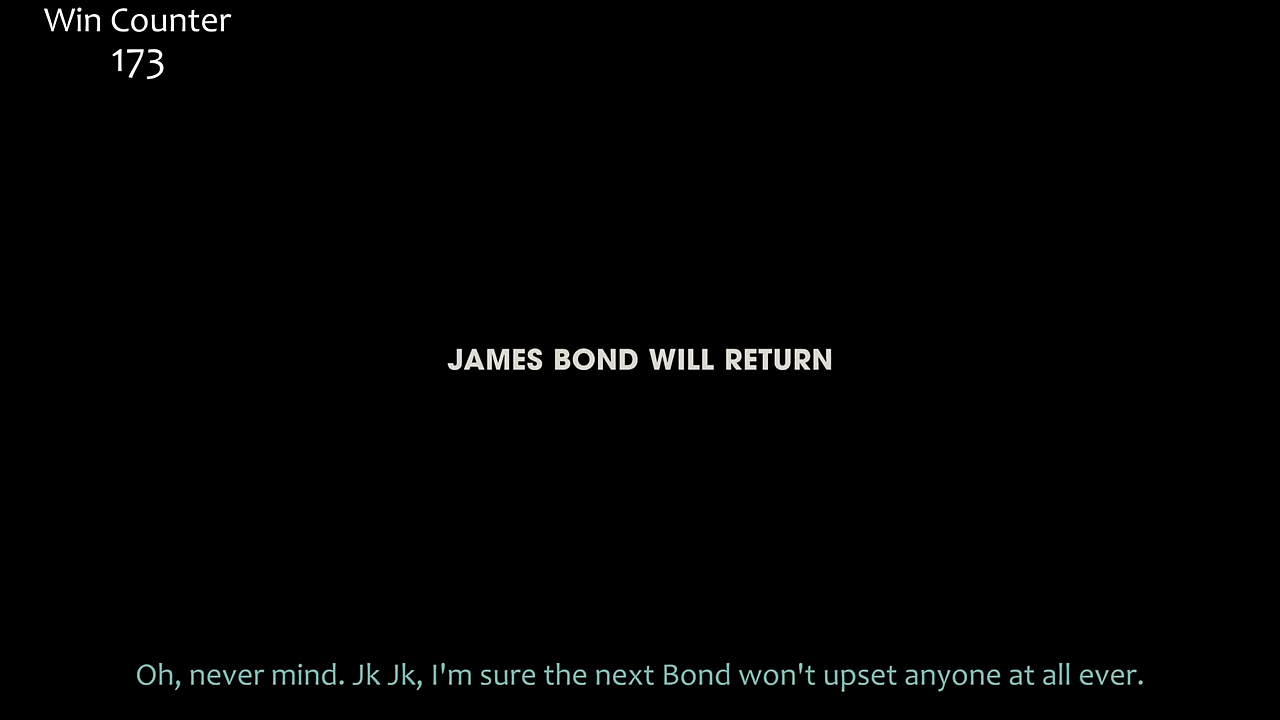 Win Counter
173
JAMES BOND WILL RETURN
Oh, never mind. Jk Jk, I'm sure the next Bond won't upset anyone at all ever.